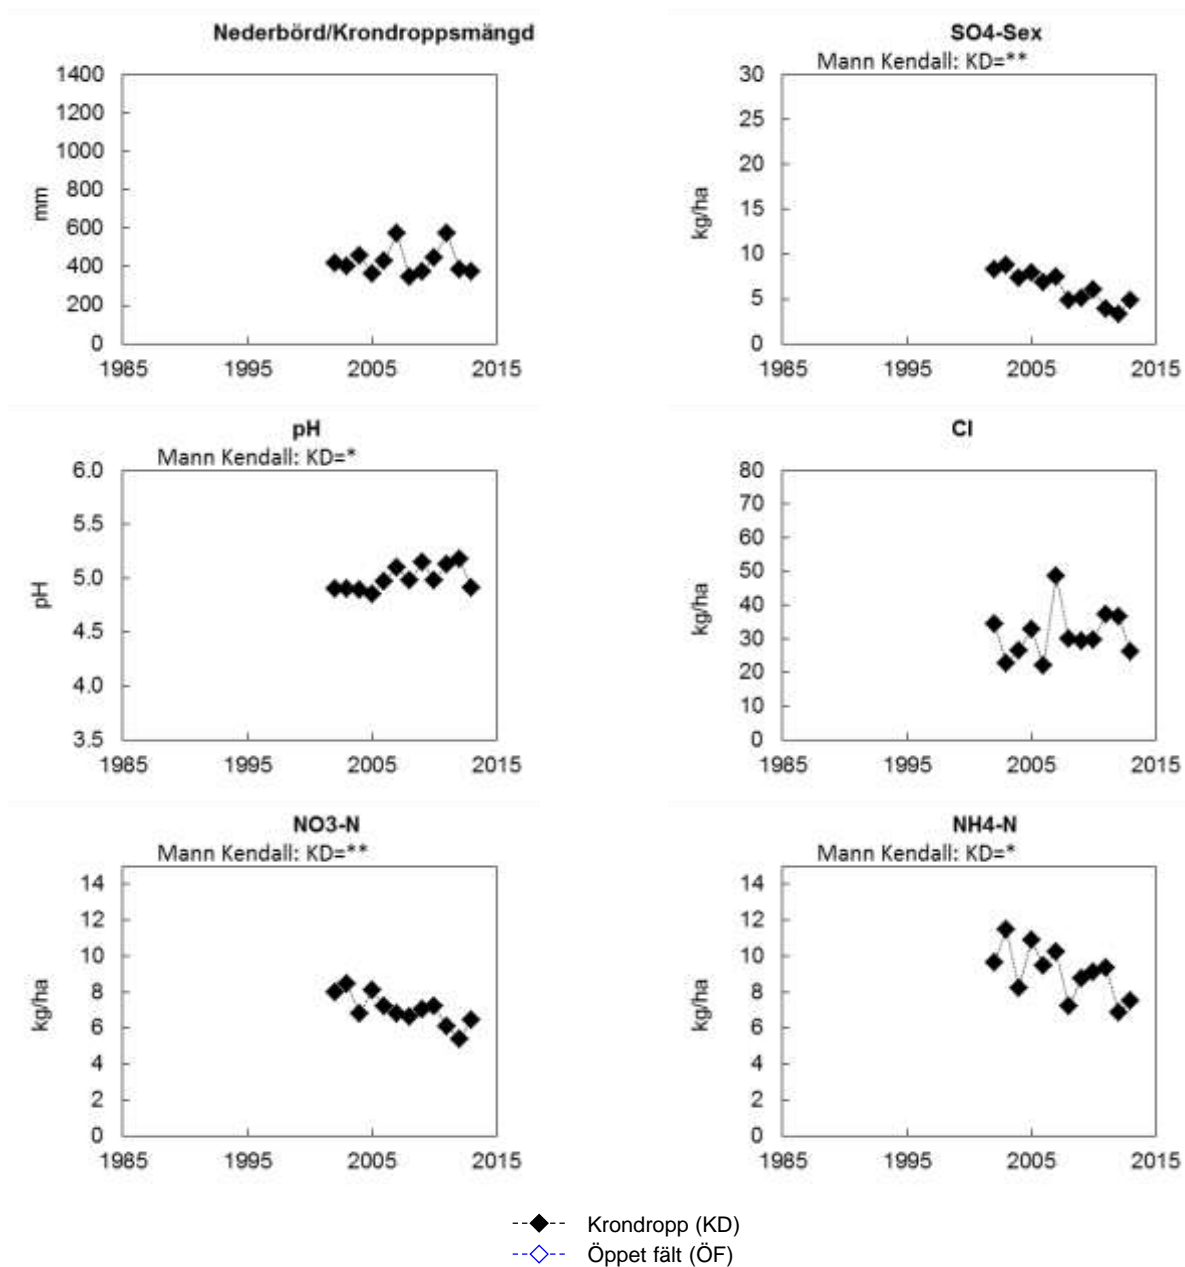 Nederbörd/Krondroppsmängd
1400
1200
1000
800
600
400
200
0
mm
1985 1995 2005 2015
SO4-Sex
Mann Kendall: KD=**
30
25
20
15
10
5
0
kg/ha
1985 1995 2005 2015
pH
Mann Kendall: KD=*
6.0
5.5
5.0
4.5
4.0
3.5
pH
1985 1995 2005 2015
Cl
80
70
60
50
40
30
20
10
0
kg/ha
1985 1995 2005 2015
NO3-N
Mann Kendall: KD=**
14
12
10
8
6
4
2
0
kg/ha
1985 1995 2005 2015
NH4-N
Mann Kendall: KD=*
14
12
10
8
6
4
2
0
kg/ha
1985 1995 2005 2015
Krondropp (KD)
Öppet fält (ÖF)